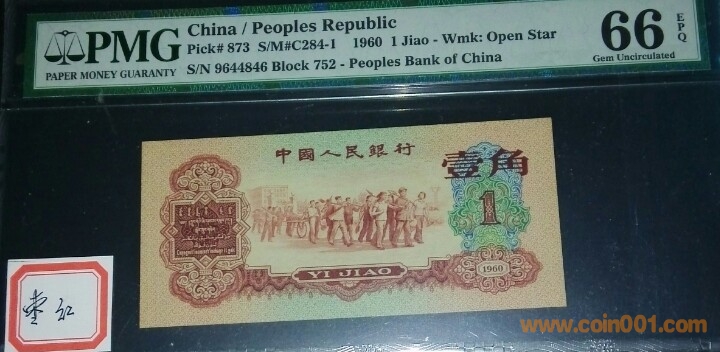 PMG
PAPER MONEY GUARANTY
China / Peoples Republic
Pick# 873 S/M#C284-1 1960 1 Jiao - Wmk: Open Star
S/N 9644846 Block 752 - Peoples Bank of China
66 EPQ
Gem Uncirculated
中國人民銀行
壹角
1
YI JIAO
1960
壹红
www.coin001.com